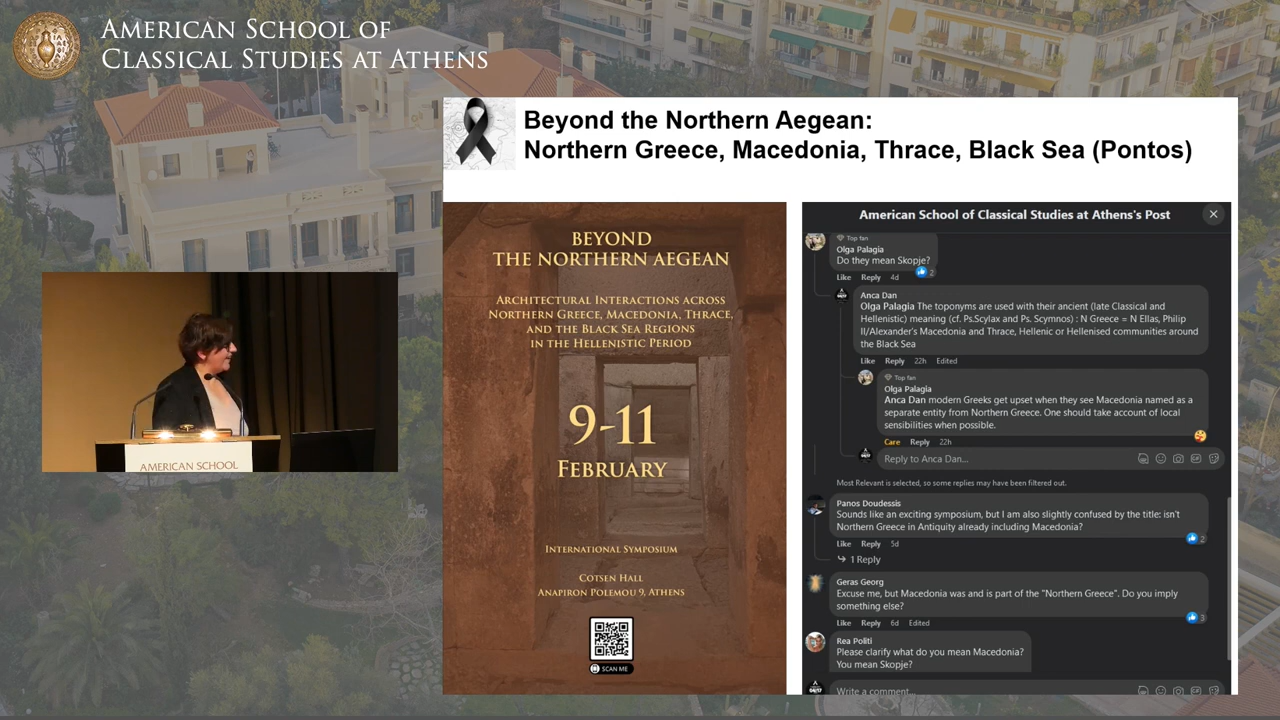 AMERICAN SCHOOL OF
CLASSICAL STUDIES AT ATHENS
Beyond the Northern Aegean:
Northern Greece, Macedonia, Thrace, Black Sea (Pontos)
AMERICAN SCHOOL
BEYOND
THE NORTHERN AEGEAN
ARCHITECTURAL INTERACTIONS ACROSS
NORTHERN GREECE, MACEDONIA, THRACE,
AND THE BLACK SEA REGIONS
IN THE HELLENISTIC PERIOD
9-11
FEBRUARY
INTERNATIONAL SYMPOSIUM
COTSEN HALL
ANAPIRON POLEMOU 9, ATHENS
SCAN ME
American School of Classical Studies at Athens's Post
Top fan
Olga Palagia
Do they mean Skopje?
2
Like Reply 4d
Anca Dan
Olga Palagia The toponyms are used with their ancient (late Classical and
Hellenistic) meaning (cf. Ps.Scylax and Ps. Scymnos) : N Greece = N Ellas, Philip
II/Alexander's Macedonia and Thrace, Hellenic or Hellenised communities around
the Black Sea
Like Reply 22h Edited
Top fan
Olga Palagia
Anca Dan modern Greeks get upset when they see Macedonia named as a
separate entity from Northern Greece. One should take account of local
sensibilities when possible.
Care Reply 22h
Reply to Anca Dan...
Most Relevant is selected, so some replies may have been filtered out.
Panos Doudessis
Sounds like an exciting symposium, but I am also slightly confused by the title: isn't
Northern Greece in Antiquity already including Macedonia?
2
Like Reply 5d
1 Reply
Geras Georg
Excuse me, but Macedonia was and is part of the "Northern Greece". Do you imply
something else?
3
Like Reply 6d Edited
Rea Politi
Please clarify what do you mean Macedonia?
You mean Skopje?
Write a comment...